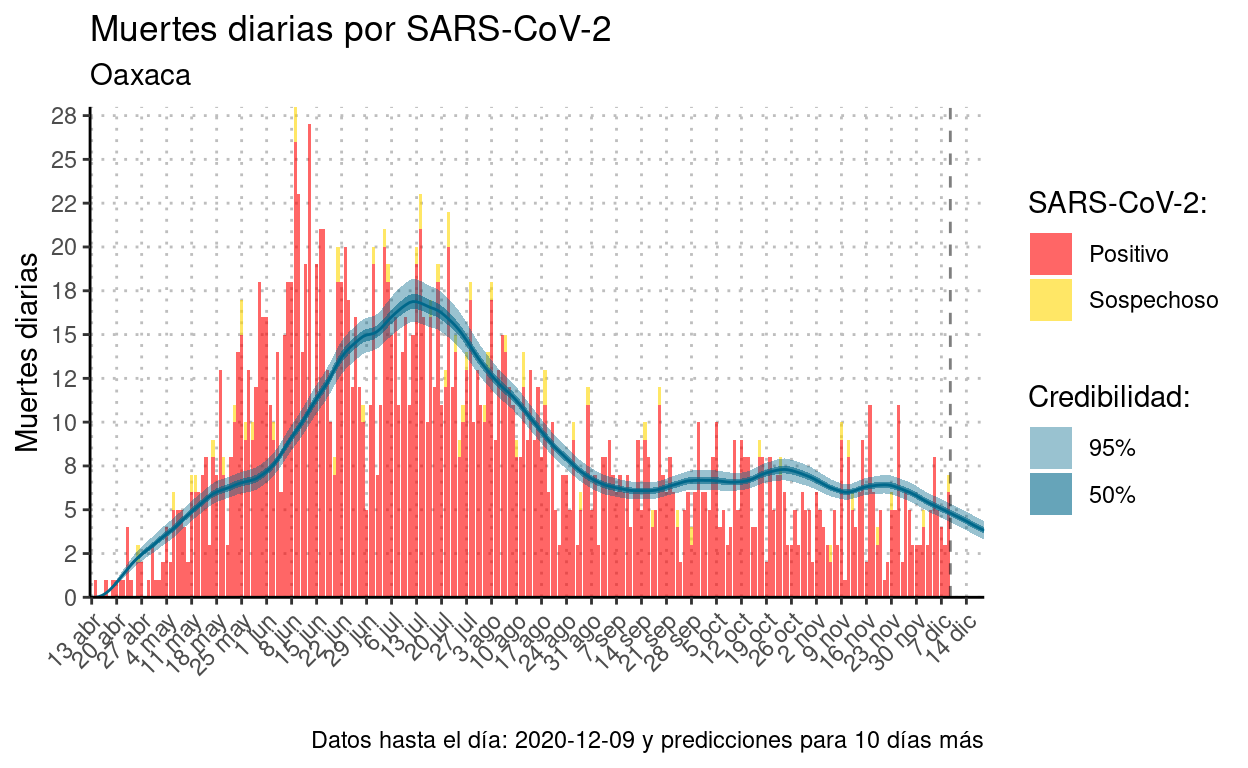 Muertes diarias por SARS-CoV-2
Oaxaca
Muertes diarias
28
25
22
20
18
15
12
10
8
5
2
0
13 abr
20 abr
27 abr
4 may
11 may
18 may
25 may
1 jun
8 jun
15 jun
22 jun
29 jun
6 jul
13 jul
20 jul
27 jul
3 ago
10 ago
17 ago
24 ago
31 ago
7 sep
14 sep
21 sep
28 sep
5 oct
12 oct
19 oct
26 oct
2 nov
9 nov
16 nov
23 nov
30 nov
7 dic
14 dic
SARS-CoV-2:
Positivo
Sospechoso
Credibilidad:
95%
50%
Datos hasta el día: 2020-12-09 y predicciones para 10 días más